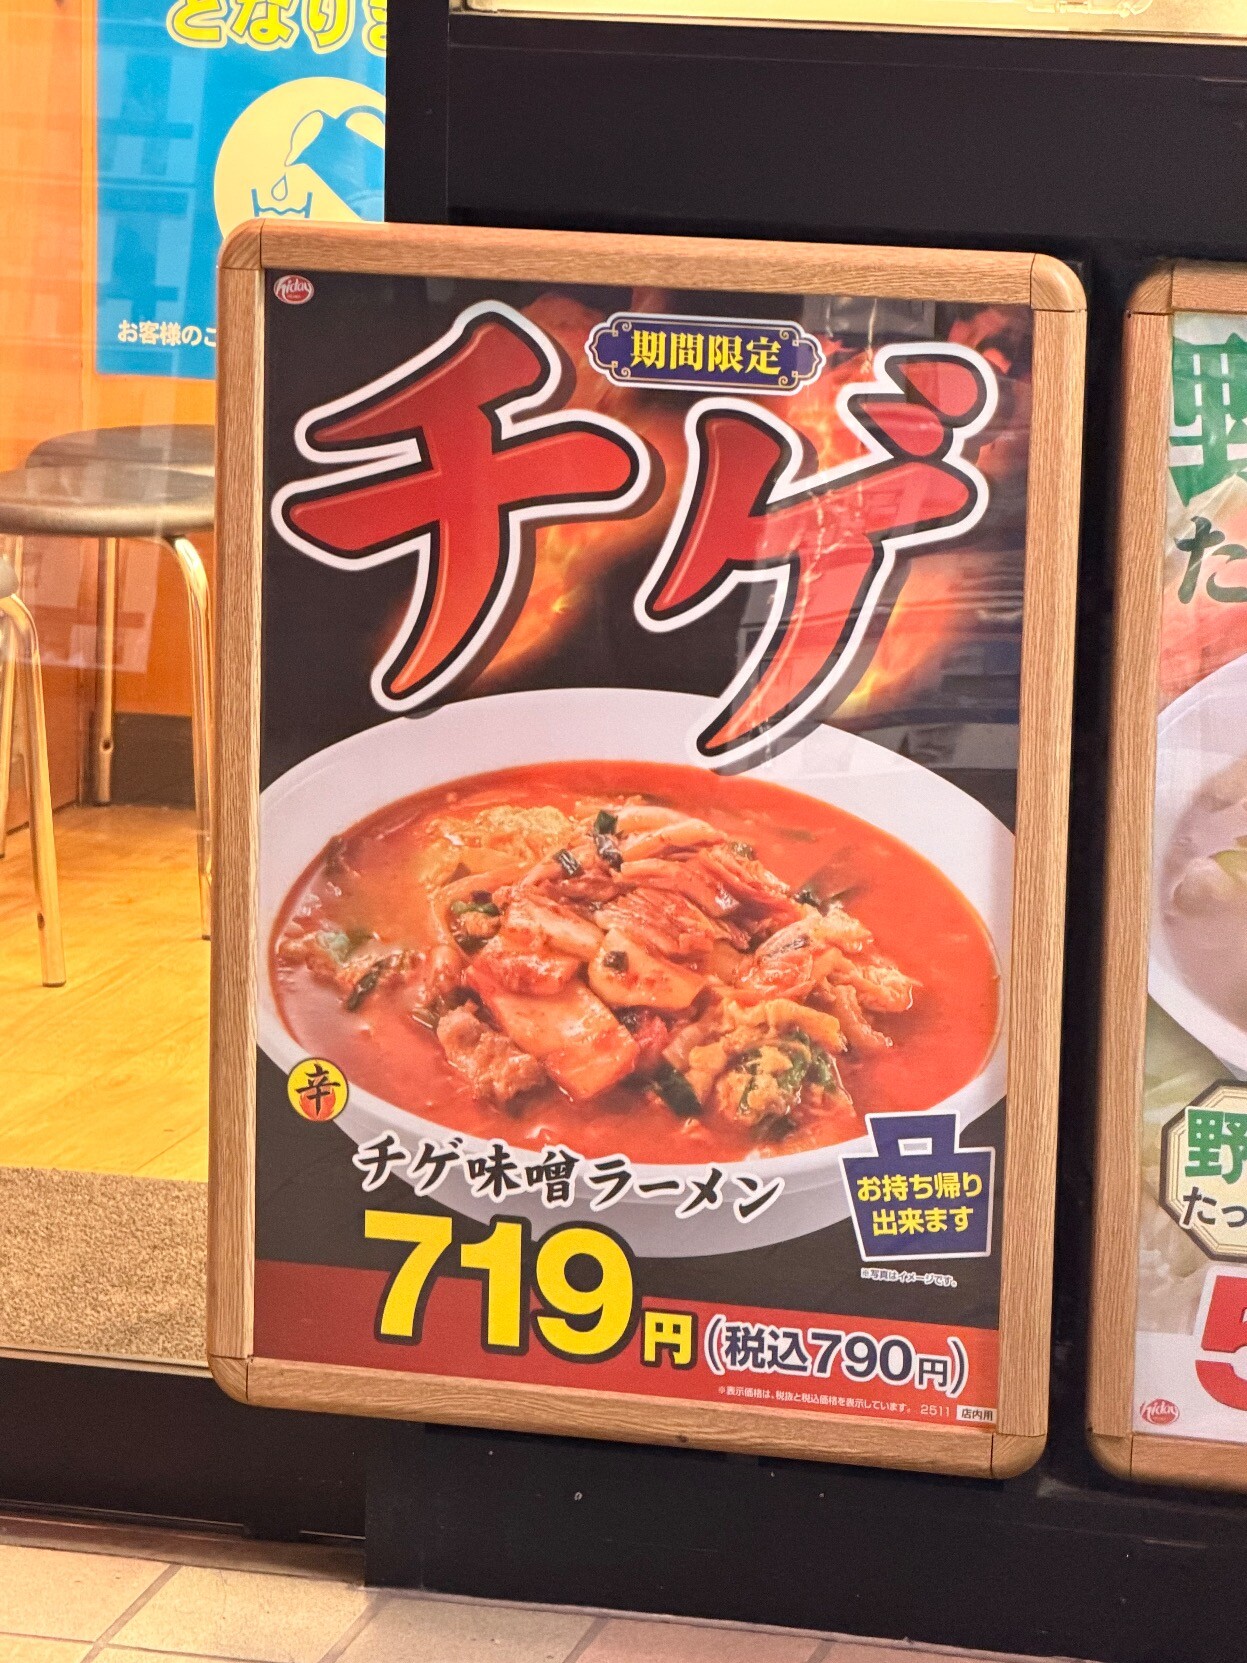 となりま
お客様のこ
hiday
期間限定
チゲ
辛
チゲ味噌ラーメン
お持ち帰り
出来ます
※写真はイメージです。
719円(税込790円)
※表示価格は、税抜と税込価格を表示しています。 2511 店内用
た
野
たっ
5
hiday